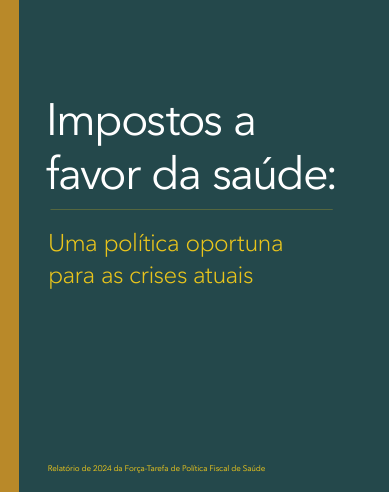 Impostos a
favor da saúde:
Uma política oportuna
para as crises atuais
Relatório de 2024 da Força-Tarefa de Política Fiscal de Saúde